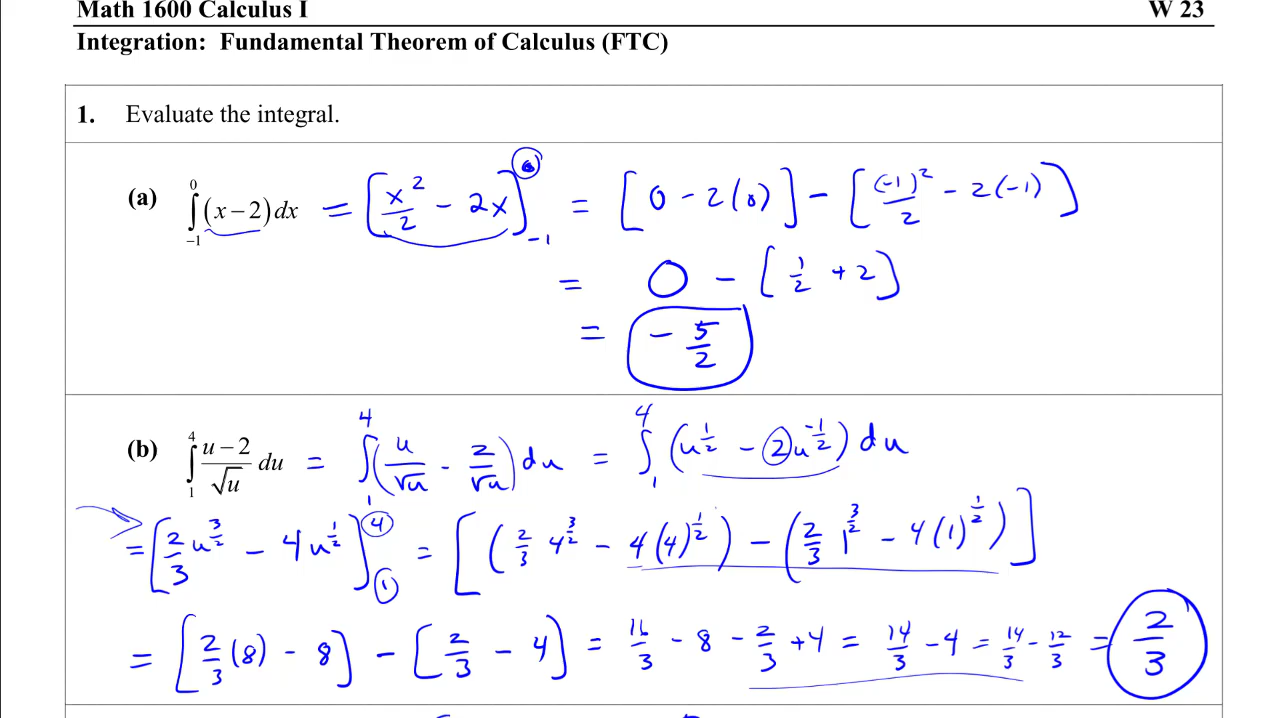 Math 1600 Calculus I W 23
Integration: Fundamental Theorem of Calculus (FTC)
1. Evaluate the integral.
(a) ∫_{-1}^{0} (x − 2) dx = [x²/2 − 2x]_{-1}^{0} = [0 − 2(0)] − [(-1)²/2 − 2(-1)]
= 0 − [1/2 + 2]
= −5/2
(b) ∫_{1}^{4} (u − 2)/√u du = ∫_{1}^{4} (u/√u − 2/√u) du = ∫_{1}^{4} (u^{1/2} − 2u^{-1/2}) du
= [2/3 u^{3/2} − 4u^{1/2}]_{1}^{4} = [(2/3 4^{3/2} − 4(4)^{1/2}) − (2/3 1^{3/2} − 4(1)^{1/2})]
= [2/3 (8) − 8] − [2/3 − 4] = 16/3 − 8 − 2/3 + 4 = 14/3 − 4 = 14/3 − 12/3 = 2/3